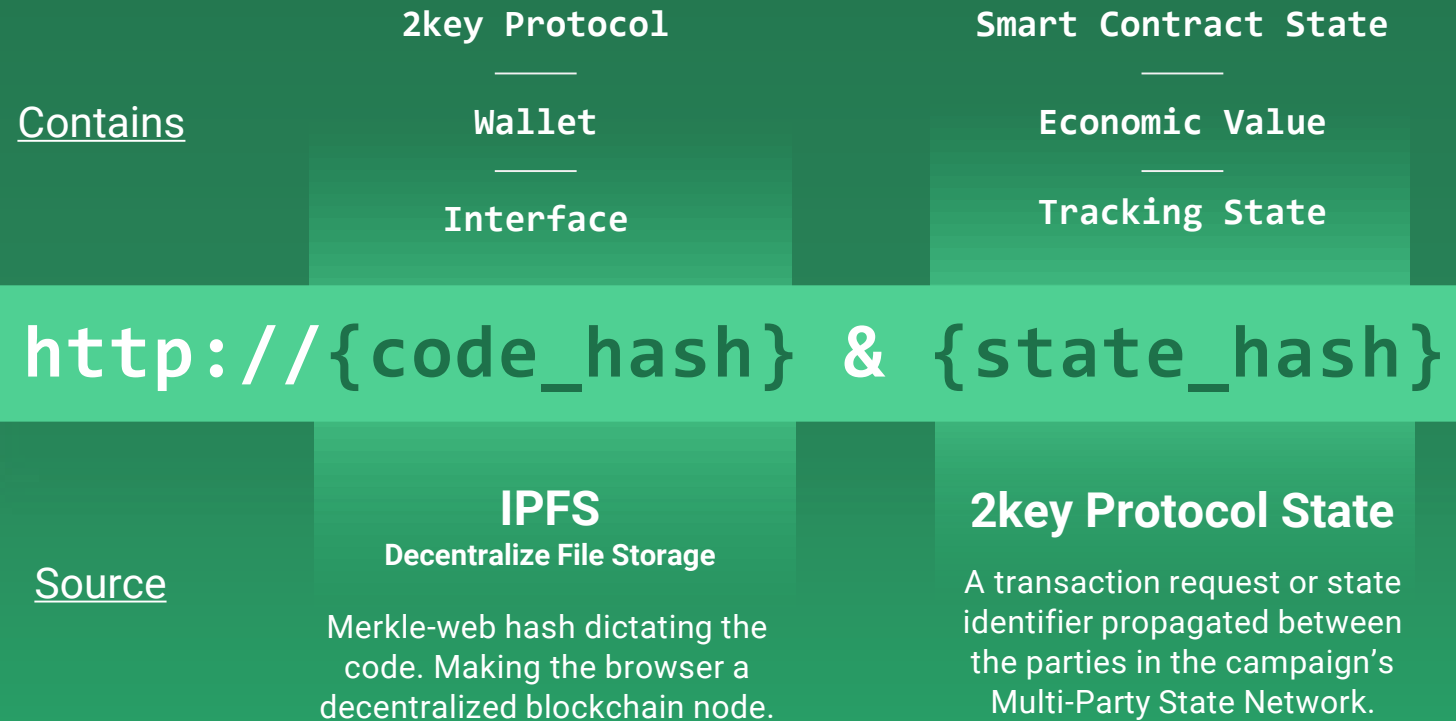 2key Protocol
Smart Contract State
Contains
Wallet
Economic Value
Interface
Tracking State
http://{code_hash} & {state_hash}
IPFS
Decentralize File Storage
2key Protocol State
Source
Merkle-web hash dictating the
code. Making the browser a
decentralized blockchain node.
A transaction request or state
identifier propagated between
the parties in the campaign’s
Multi-Party State Network.